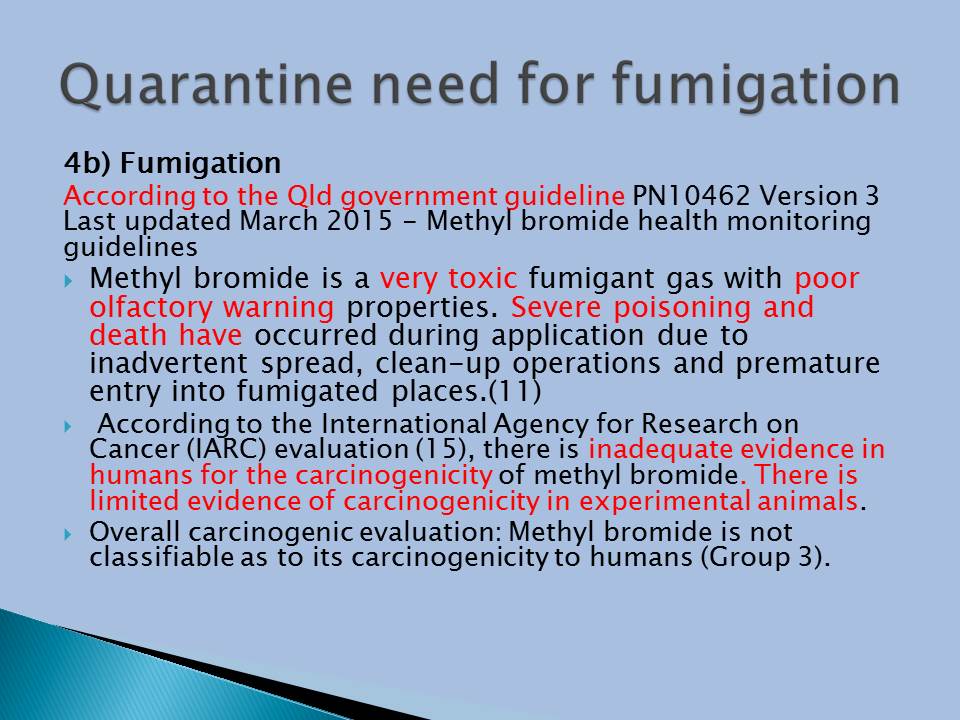 Quarantine need for fumigation
4b) Fumigation
According to the Qld government guideline PN10462 Version 3
Last updated March 2015 - Methyl bromide health monitoring
guidelines
Methyl bromide is a very toxic fumigant gas with poor
olfactory warning properties. Severe poisoning and
death have occurred during application due to
inadvertent spread, clean-up operations and premature
entry into fumigated places.(11)
According to the International Agency for Research on
Cancer (IARC) evaluation (15), there is inadequate evidence in
humans for the carcinogenicity of methyl bromide. There is
limited evidence of carcinogenicity in experimental animals.
Overall carcinogenic evaluation: Methyl bromide is not
classifiable as to its carcinogenicity to humans (Group 3).